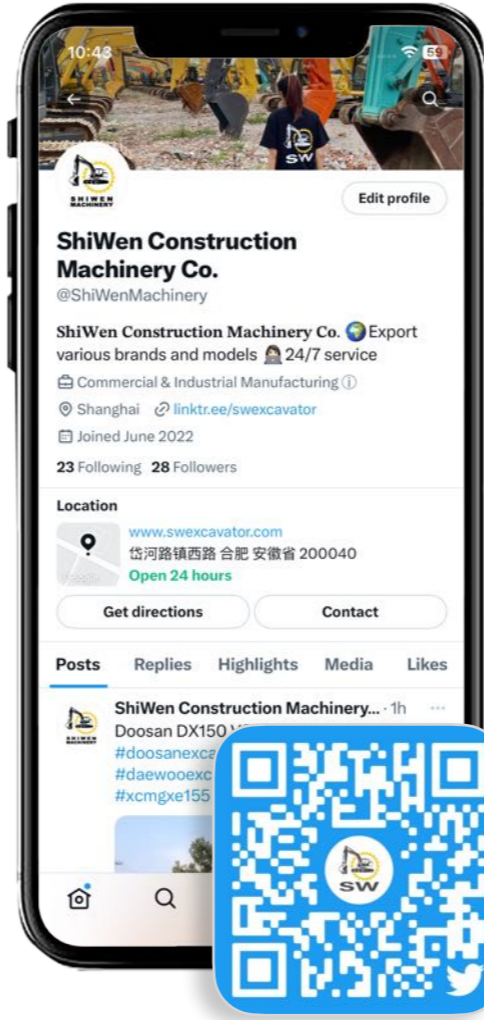 10:43
59
SW
SHIWEN
MACHINERY
Edit profile
ShiWen Construction
Machinery Co.
@ShiWenMachinery
ShiWen Construction Machinery Co. 🌍 Export
various brands and models 👩🏻‍💻 24/7 service
Commercial & Industrial Manufacturing
Shanghai linktr.ee/swexcavator
Joined June 2022
23 Following 28 Followers
Location
www.swexcavator.com
岱河路镇西路 合肥 安徽省 200040
Open 24 hours
Get directions
Contact
Posts Replies Highlights Media Likes
ShiWen Construction Machinery... · 1h ...
SHIWEN
MACHINERY
Doosan DX150
#doosanexca
#daewooexc
#xcmgxe155
SW